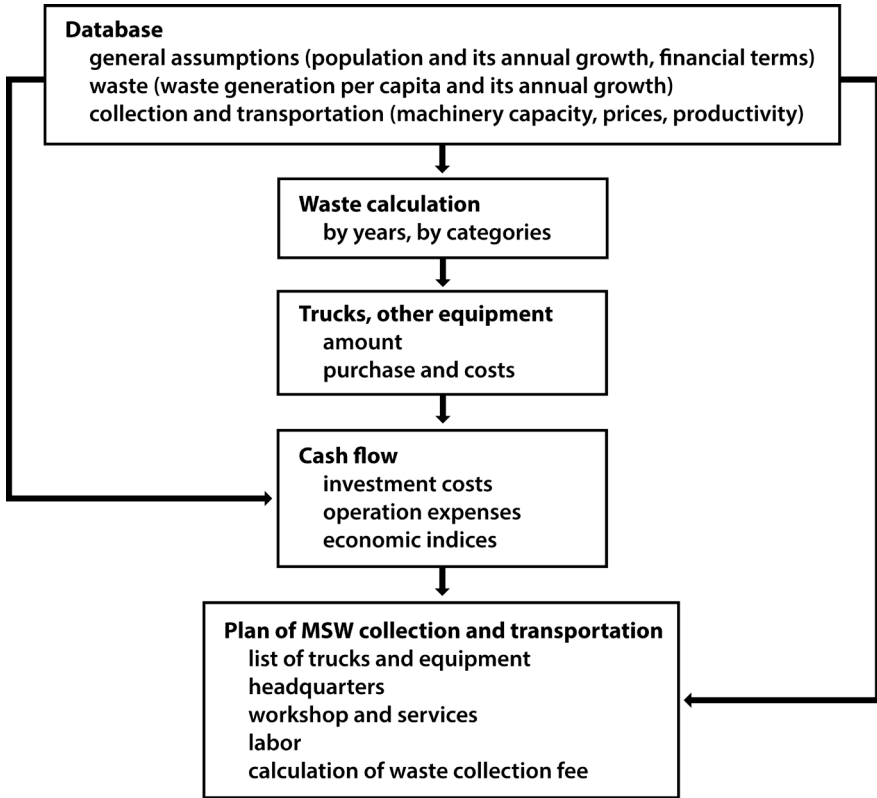 Database
general assumptions (population and its annual growth, financial terms)
waste (waste generation per capita and its annual growth)
collection and transportation (machinery capacity, prices, productivity)
Waste calculation
by years, by categories
Trucks, other equipment
amount
purchase and costs
Cash flow
investment costs
operation expenses
economic indices
Plan of MSW collection and transportation
list of trucks and equipment
headquarters
workshop and services
labor
calculation of waste collection fee